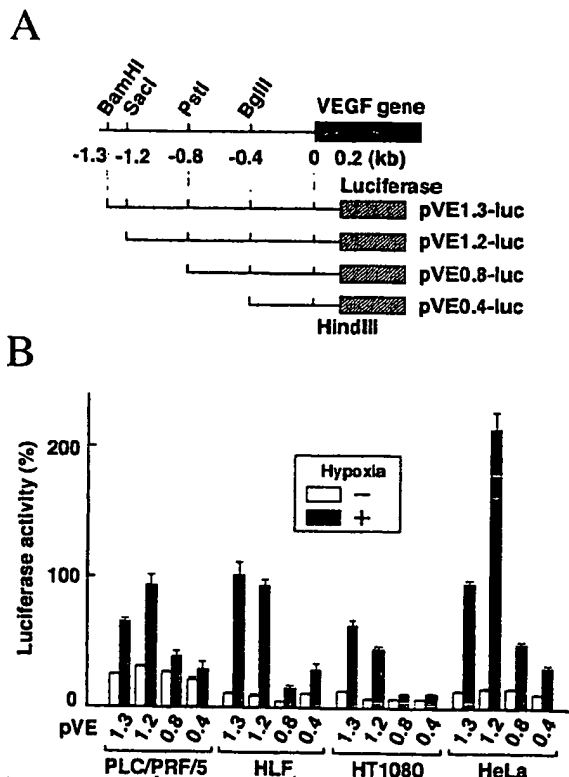 A
BamHI SacI PstI BglII VEGF gene
-1.3 -1.2 -0.8 -0.4 0 0.2 (kb)
Luciferase
pVE1.3-luc
pVE1.2-luc
pVE0.8-luc
pVE0.4-luc
HindIII
B
Luciferase activity (%)
200
100
0
Hypoxia
−
+
pVE 1.3 1.2 0.8 0.4 1.3 1.2 0.8 0.4 1.3 1.2 0.8 0.4 1.3 1.2 0.8 0.4
PLC/PRF/5 HLF HT1080 HeLa